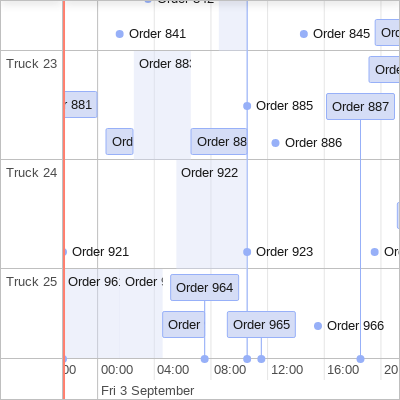 Order 841
Order 845
Truck 23
Order 885
Order 887
Order 886
Truck 24
Order 922
Order 921
Order 923
Truck 25
Order 964
Order
Order 965
Order 966
00:00
04:00
08:00
12:00
16:00
Fri 3 September